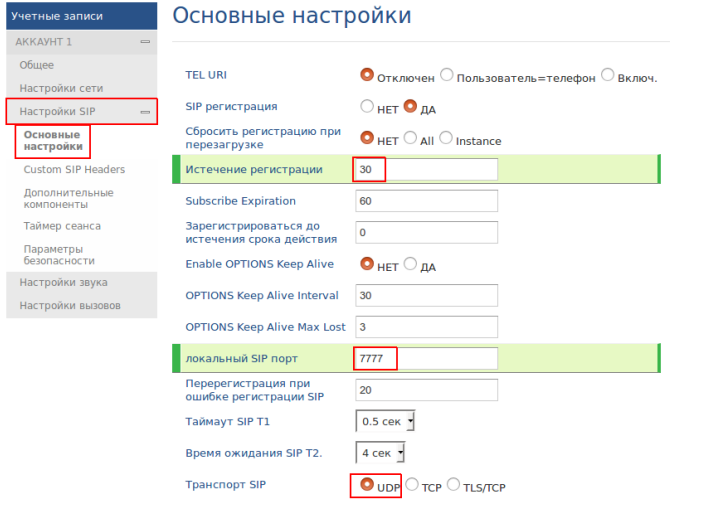 Учетные записи
АККАУНТ 1
Общее
Настройки сети
Настройки SIP
Основные
настройки
Custom SIP Headers
Дополнительные
компоненты
Таймер сеанса
Параметры
безопасности
Настройки звука
Настройки вызовов
Основные настройки
TEL URI Отключен Пользователь=телефон Включ.
SIP регистрация НЕТ ДА
Сбросить регистрацию при
перезагрузке НЕТ All Instance
Истечение регистрации 30
Subscribe Expiration 60
Зарегистрироваться до
истечения срока действия 0
Enable OPTIONS Keep Alive НЕТ ДА
OPTIONS Keep Alive Interval 30
OPTIONS Keep Alive Max Lost 3
локальный SIP порт 7777
Перерегистрация при
ошибке регистрации SIP 20
Таймаут SIP T1 0.5 сек
Время ожидания SIP T2. 4 сек
Транспорт SIP UDP TCP TLS/TCP